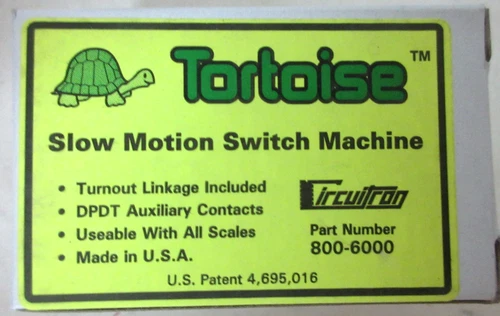 Tortoise™
Slow Motion Switch Machine
• Turnout Linkage Included
• DPDT Auxiliary Contacts
• Useable With All Scales
• Made in U.S.A.
Circuitron
Part Number
800-6000
U.S. Patent 4,695,016